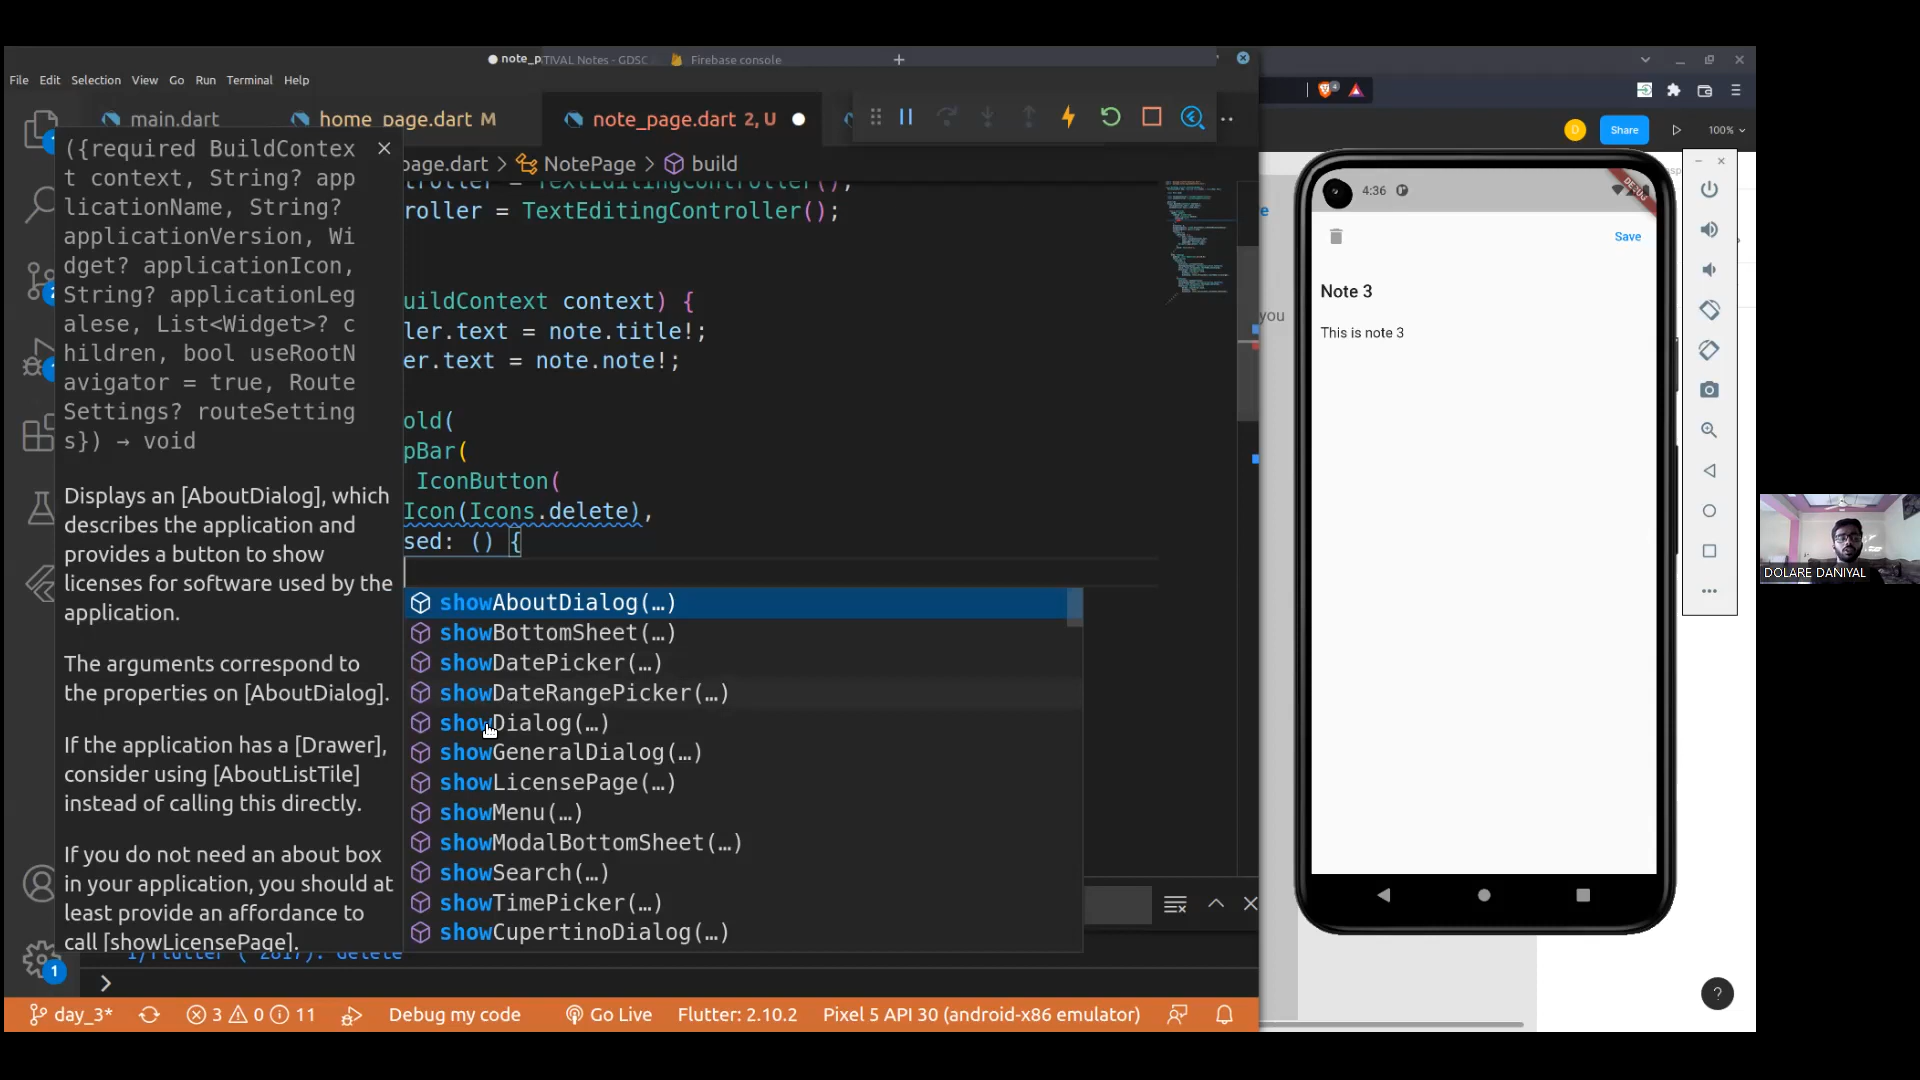 note_p
TIVAL Notes - GDSC
Firebase console
File Edit Selection View Go Run Terminal Help
main.dart
home_page.dart M
note_page.dart 2, U
page.dart > NotePage > build
({required BuildContex
t context, String? app
licationName, String?
applicationVersion, Wi
dget? applicationIcon,
String? applicationLeg
alese, List<Widget>? c
hildren, bool useRootN
avigator = true, Route
Settings? routeSetting
s}) → void
Displays an [AboutDialog], which
describes the application and
provides a button to show
licenses for software used by the
application.
The arguments correspond to
the properties on [AboutDialog].
If the application has a [Drawer],
consider using [AboutListTile]
instead of calling this directly.
If you do not need an about box
in your application, you should at
least provide an affordance to
call [showLicensePage].
troller = TextEditingController();
roller = TextEditingController();
uildContext context) {
ler.text = note.title!;
er.text = note.note!;
old(
pBar(
IconButton(
Icon(Icons.delete),
sed: () {
showAboutDialog(…)
showBottomSheet(…)
showDatePicker(…)
showDateRangePicker(…)
showDialog(…)
showGeneralDialog(…)
showLicensePage(…)
showMenu(…)
showModalBottomSheet(…)
showSearch(…)
showTimePicker(…)
showCupertinoDialog(…)
I/flutter ( 2817): delete
>
day_3* 3 0 11 Debug my code Go Live Flutter: 2.10.2 Pixel 5 API 30 (android-x86 emulator)
1
4
D
Share
100%
e
you
4:36
DEBUG
Save
Note 3
This is note 3
DOLARE DANIYAL
?